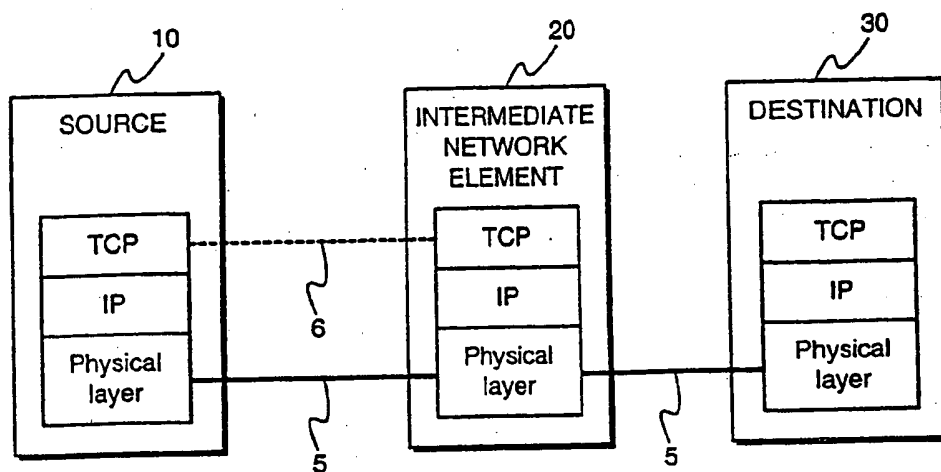 10
20
30
SOURCE
INTERMEDIATE
NETWORK
ELEMENT
DESTINATION
TCP
TCP
TCP
6
IP
IP
IP
Physical
layer
Physical
layer
Physical
layer
5
5